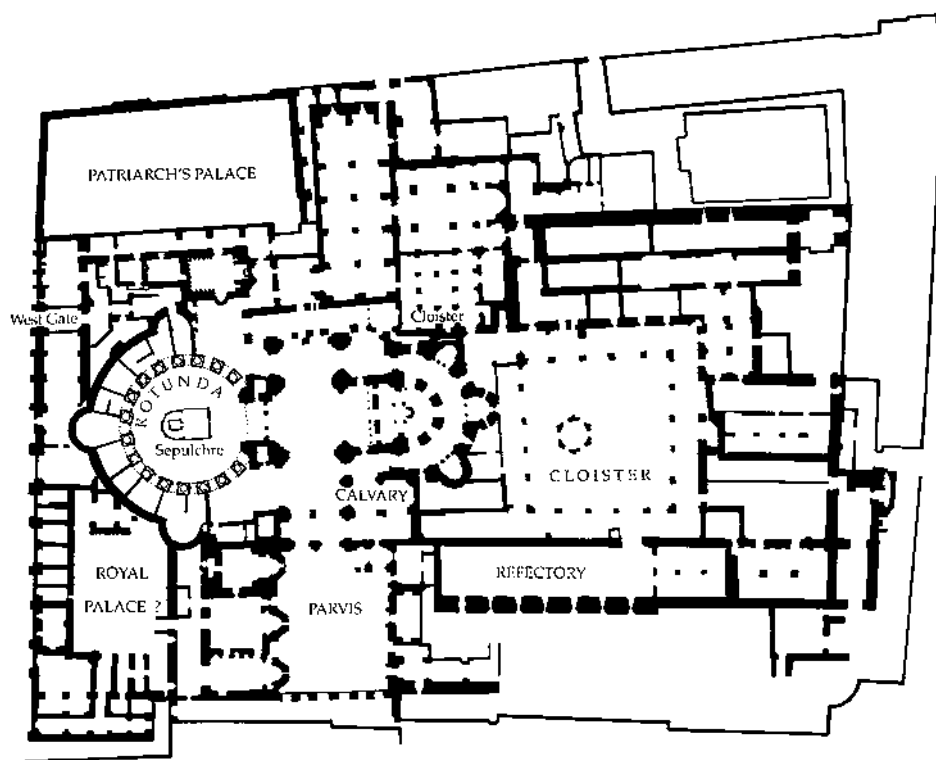 PATRIARCH'S PALACE
West Gate
Cloister
ROTUNDA
Sepulchre
CALVARY
CLOISTER
ROYAL
PALACE ?
PARVIS
REFECTORY